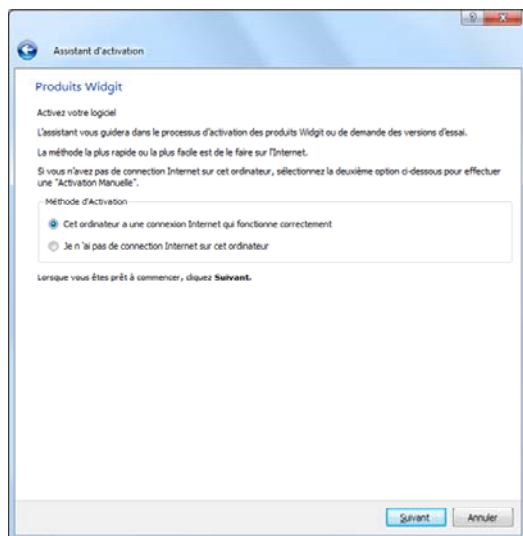 Assistant d'activation
Produits Widgit
Activez votre logiciel
L'assistant vous guidera dans le processus d'activation des produits Widgit ou de demande des versions d'essai.
La méthode la plus rapide ou la plus facile est de le faire sur l'Internet.
Si vous n'avez pas de connection Internet sur cet ordinateur, sélectionnez la deuxième option ci-dessous pour effectuer
une "Activation Manuelle".
Méthode d'Activation
Cet ordinateur a une connexion Internet qui fonctionne correctement
Je n 'ai pas de connection Internet sur cet ordinateur
Lorsque vous êtes prêt à commencer, cliquez Suivant.
Suivant Annuler